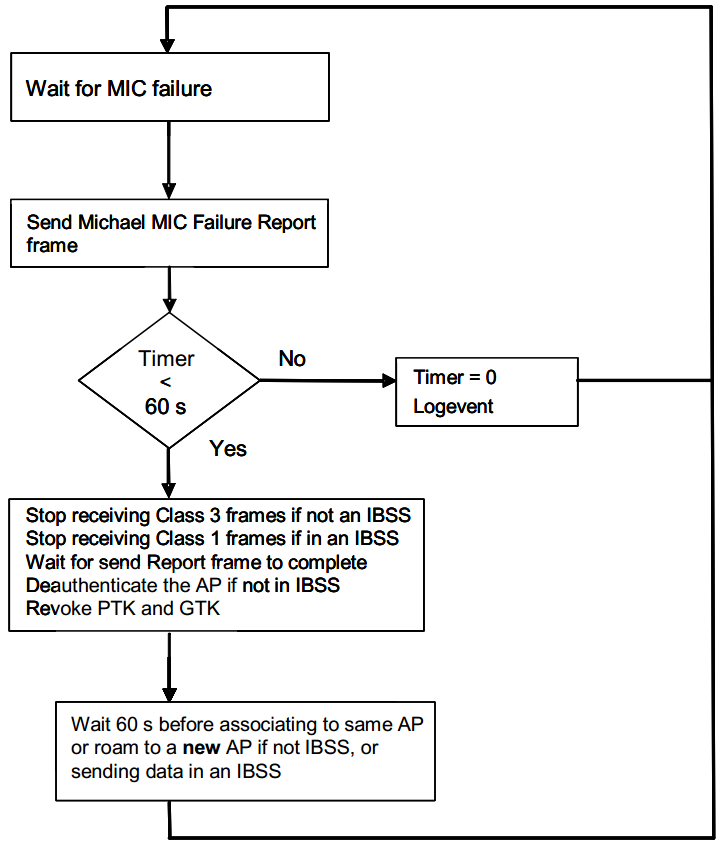 Wait for MIC failure
Send Michael MIC Failure Report
frame
Timer
<
60 s
No
Timer = 0
Logevent
Yes
Stop receiving Class 3 frames if not an IBSS
Stop receiving Class 1 frames if in an IBSS
Wait for send Report frame to complete
Deauthenticate the AP if not in IBSS
Revoke PTK and GTK
Wait 60 s before associating to same AP
or roam to a new AP if not IBSS, or
sending data in an IBSS